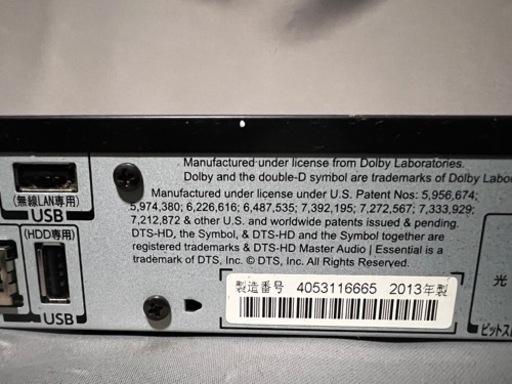 (無線LAN専用)
USB
(HDD専用)
USB
Manufactured under license from Dolby Laboratories.
Dolby and the double-D symbol are trademarks of Dolby
Manufactured under license under U.S. Patent Nos: 5,956,674;
5,974,380; 6,226,616; 6,487,535; 7,392,195; 7,272,567; 7,333,929;
7,212,872 & other U.S. and worldwide patents issued & pending.
DTS-HD, the Symbol, & DTS-HD and the Symbol together are
registered trademarks & DTS-HD Master Audio | Essential is a
trademark of DTS, Inc. © DTS, Inc. All Rights Reserved.
製造番号 4053116665 2013年製
光
ビットス